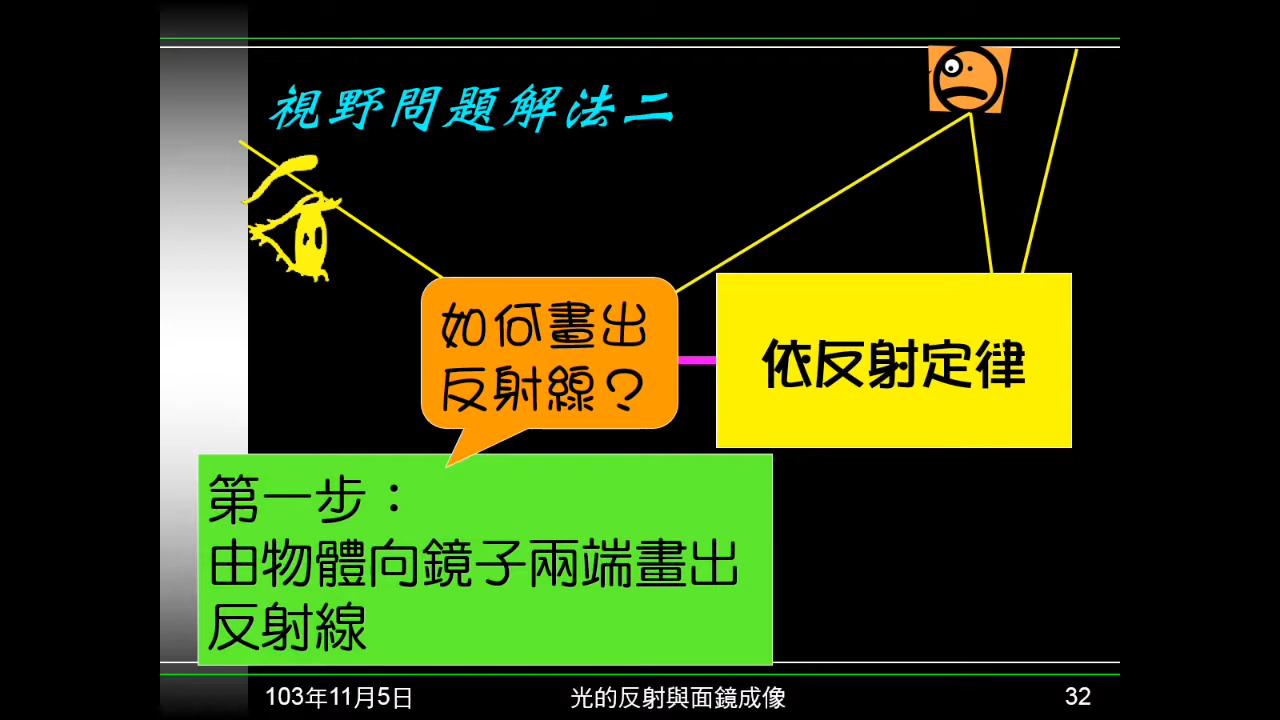 視野問題解法二
如何畫出
反射線？
依反射定律
第一步：
由物體向鏡子兩端畫出
反射線
103年11月5日
光的反射與面鏡成像
32